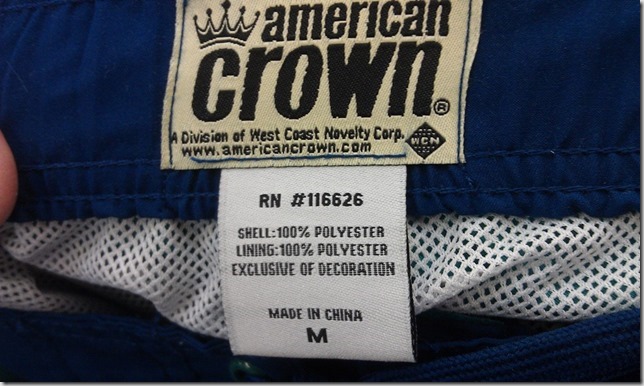 american
crown®
A Division of West Coast Novelty Corp.
www.americancrown.com
WCN
RN #116626
SHELL:100% POLYESTER
LINING:100% POLYESTER
EXCLUSIVE OF DECORATION
MADE IN CHINA
M